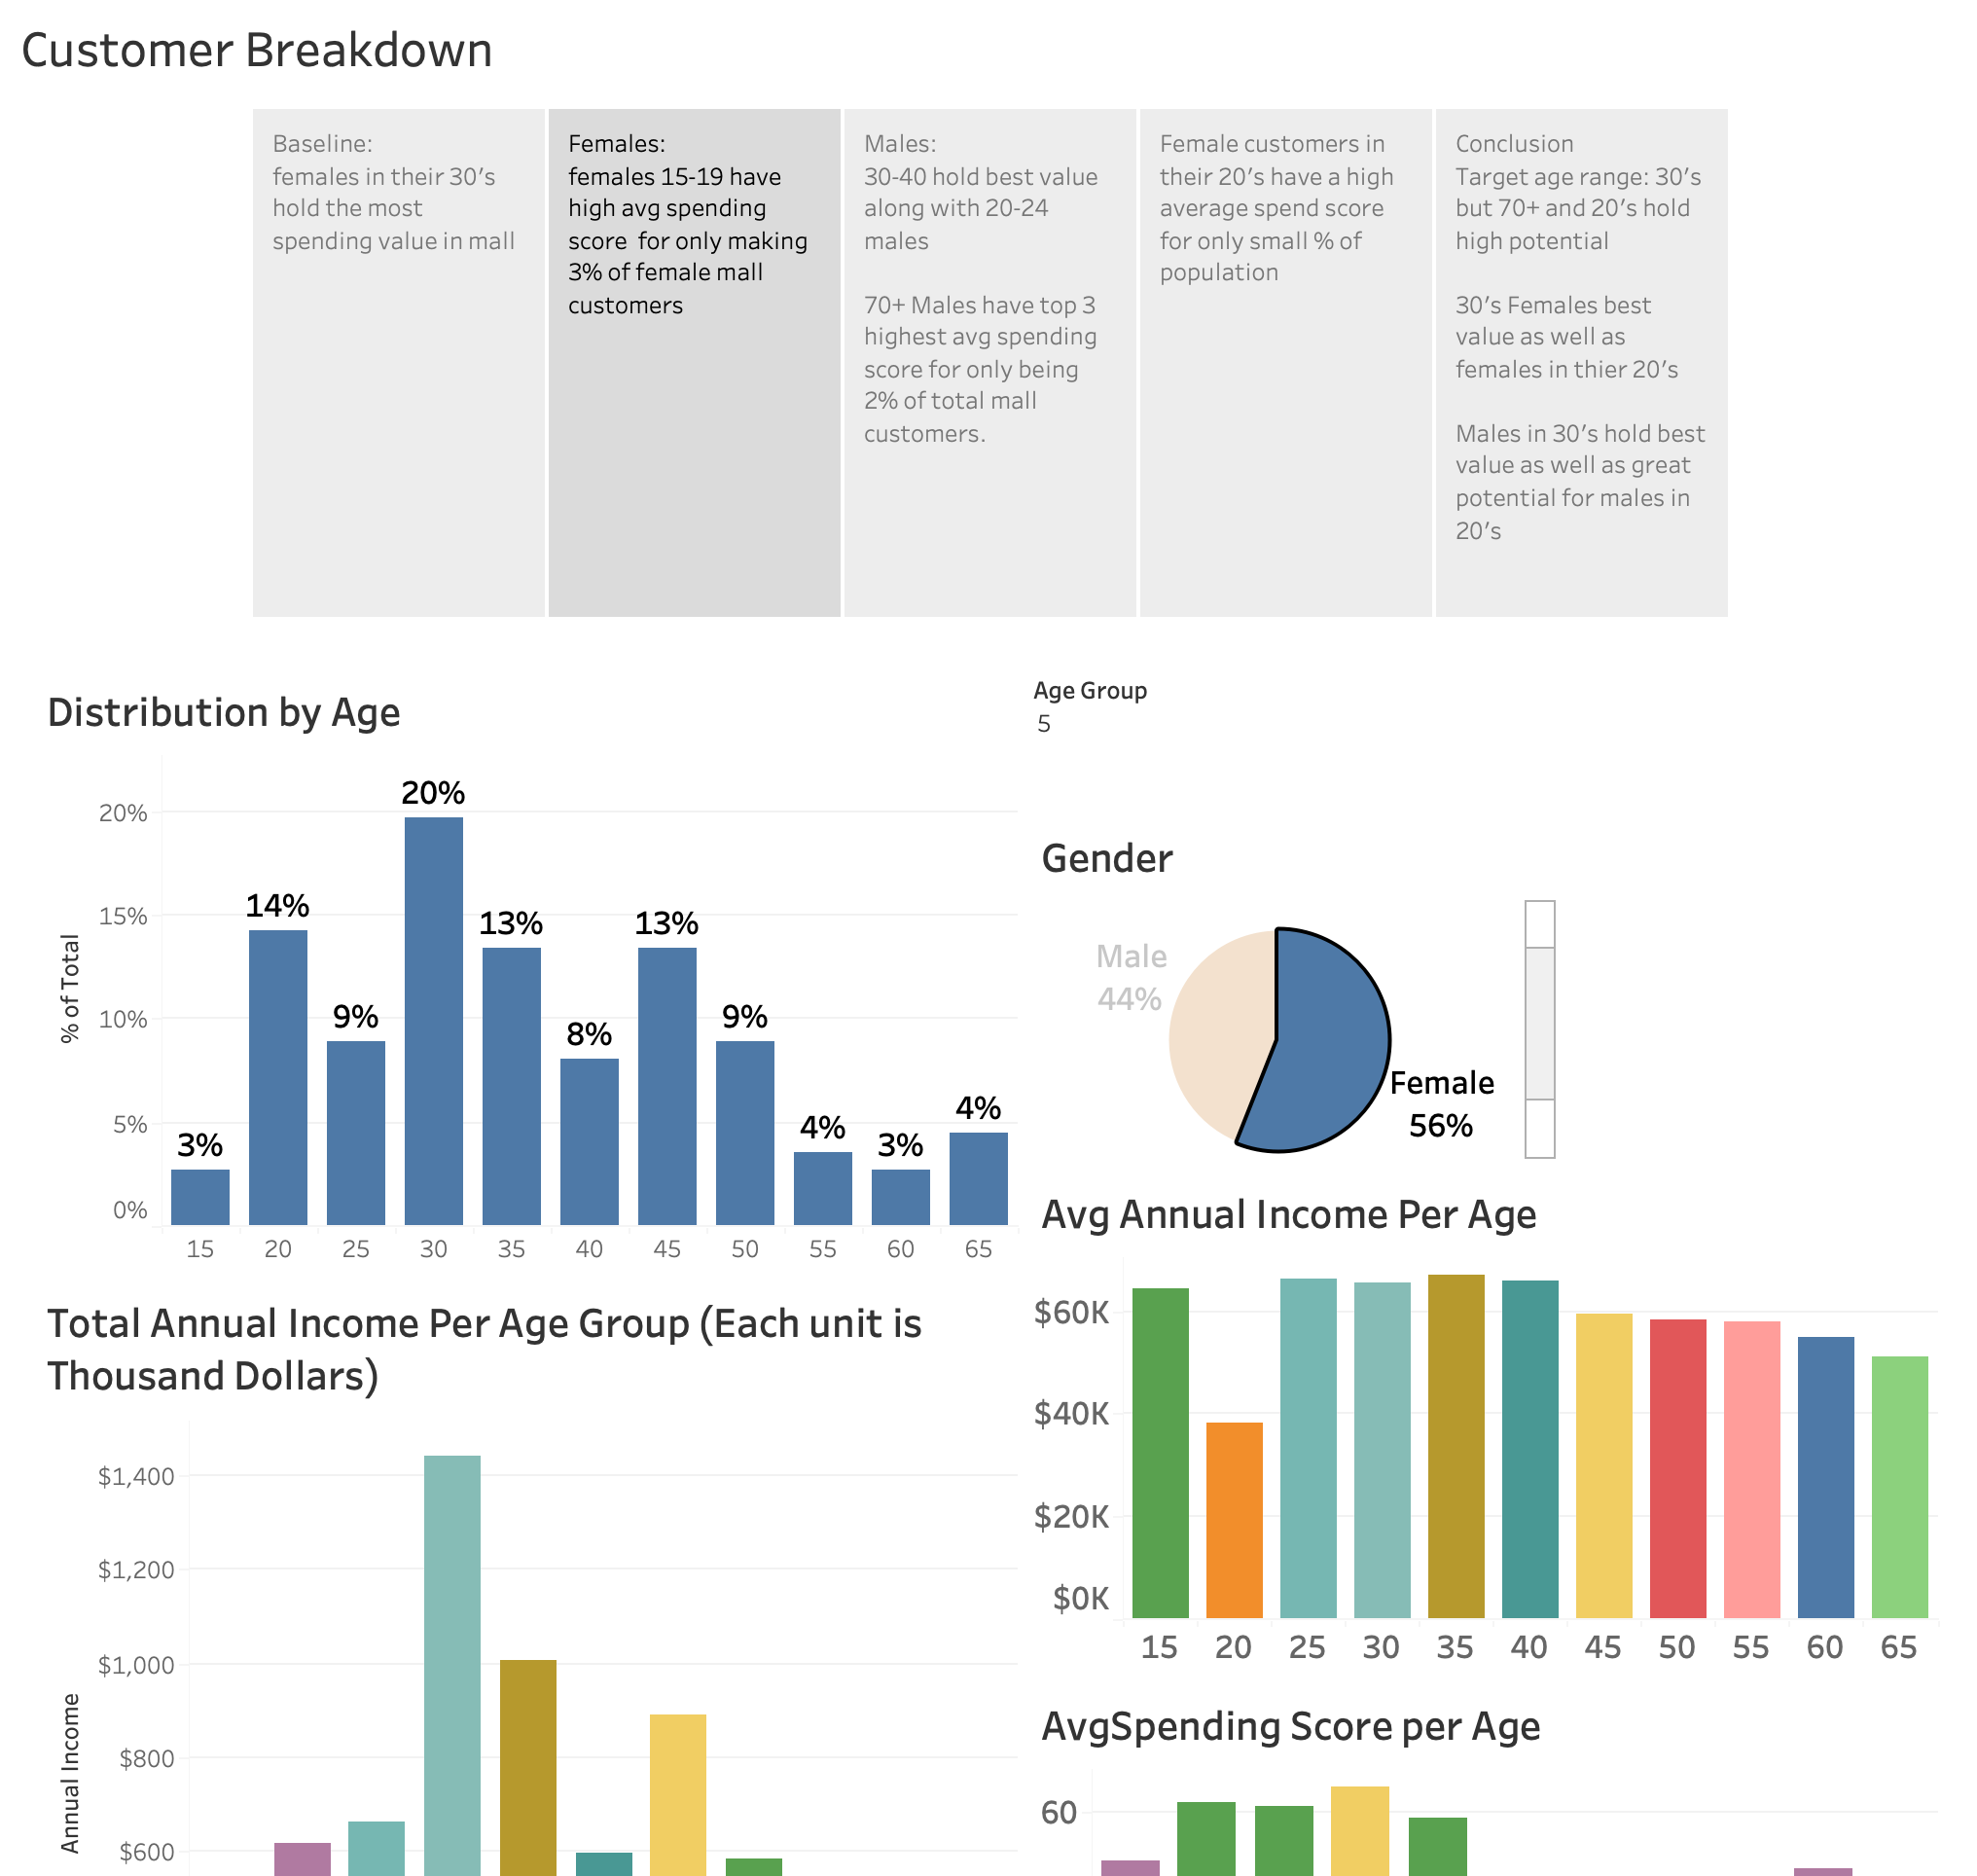 Customer Breakdown
Baseline:
females in their 30's
hold the most
spending value in mall
Females:
females 15-19 have
high avg spending
score  for only making
3% of female mall
customers
Males:
30-40 hold best value
along with 20-24
males
70+ Males have top 3
highest avg spending
score for only being
2% of total mall
customers.
Female customers in
their 20's have a high
average spend score
for only small % of
population
Conclusion
Target age range: 30's
but 70+ and 20's hold
high potential
30's Females best
value as well as
females in thier 20's
Males in 30's hold best
value as well as great
potential for males in
20's
Distribution by Age
% of Total
20%
15%
10%
5%
0%
3%
14%
9%
20%
13%
8%
13%
9%
4%
3%
4%
15 20 25 30 35 40 45 50 55 60 65
Age Group
5
Gender
Male
44%
Female
56%
Avg Annual Income Per Age
$60K
$40K
$20K
$0K
15 20 25 30 35 40 45 50 55 60 65
Total Annual Income Per Age Group (Each unit is
Thousand Dollars)
Annual Income
$1,400
$1,200
$1,000
$800
$600
AvgSpending Score per Age
60